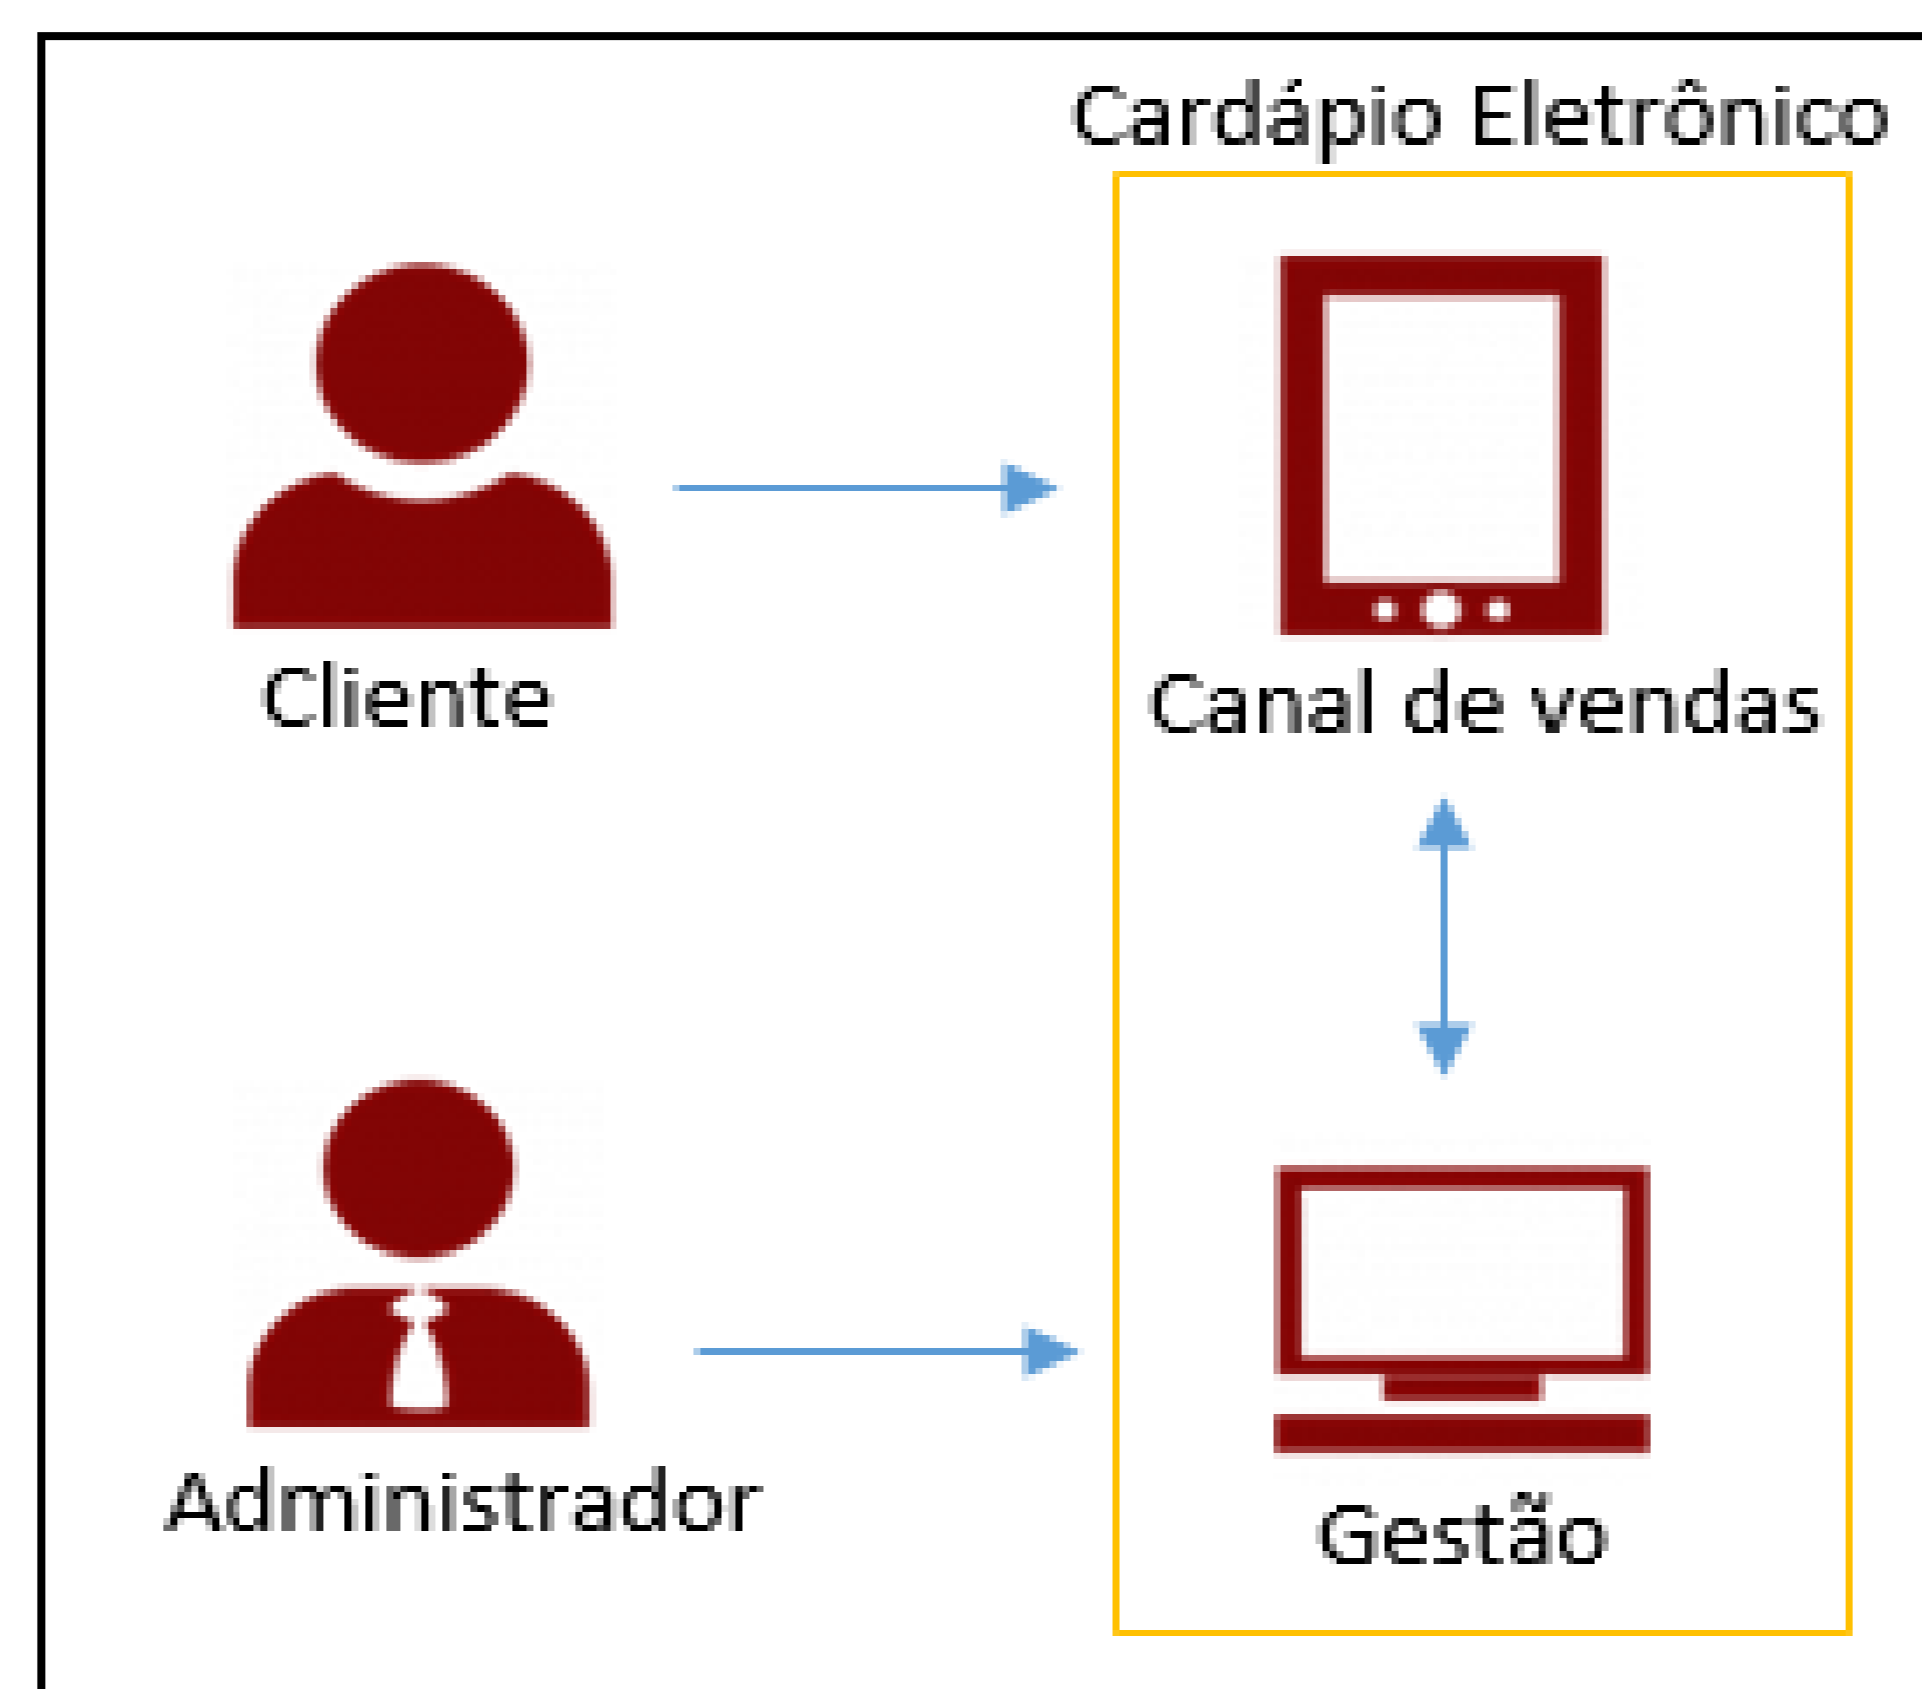 Cardápio Eletrônico
Cliente
Canal de vendas
Administrador
Gestão